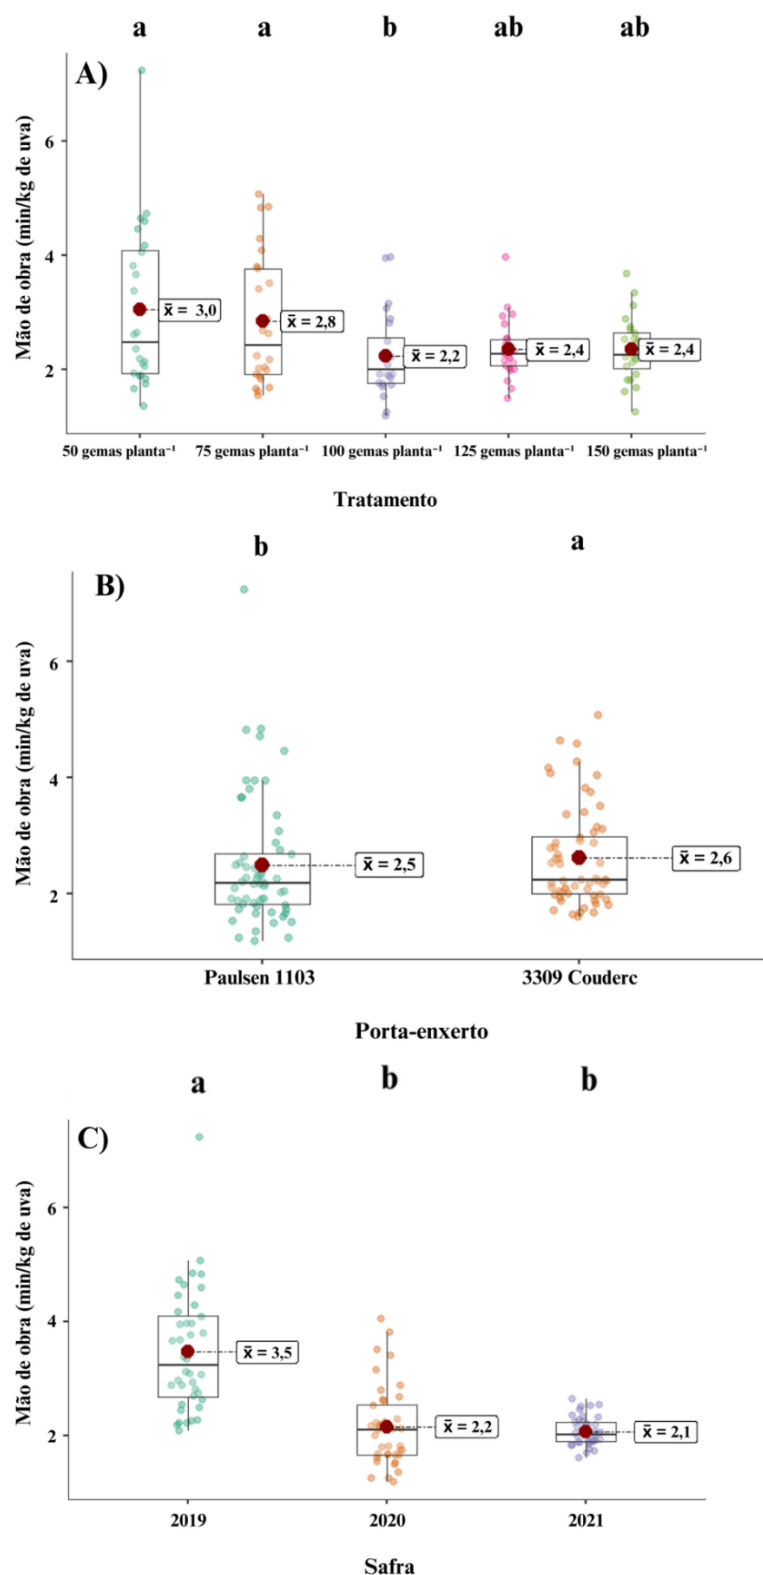 a a b ab ab
A)
Mão de obra (min/kg de uva)
6
4
2
x̄ = 3,0
x̄ = 2,8
x̄ = 2,2
x̄ = 2,4
x̄ = 2,4
50 gemas planta⁻¹ 75 gemas planta⁻¹ 100 gemas planta⁻¹ 125 gemas planta⁻¹ 150 gemas planta⁻¹
Tratamento
b a
B)
Mão de obra (min/kg de uva)
6
4
2
x̄ = 2,5
x̄ = 2,6
Paulsen 1103 3309 Couderc
Porta-enxerto
a b b
C)
Mão de obra (min/kg de uva)
6
4
2
x̄ = 3,5
x̄ = 2,2
x̄ = 2,1
2019 2020 2021
Safra